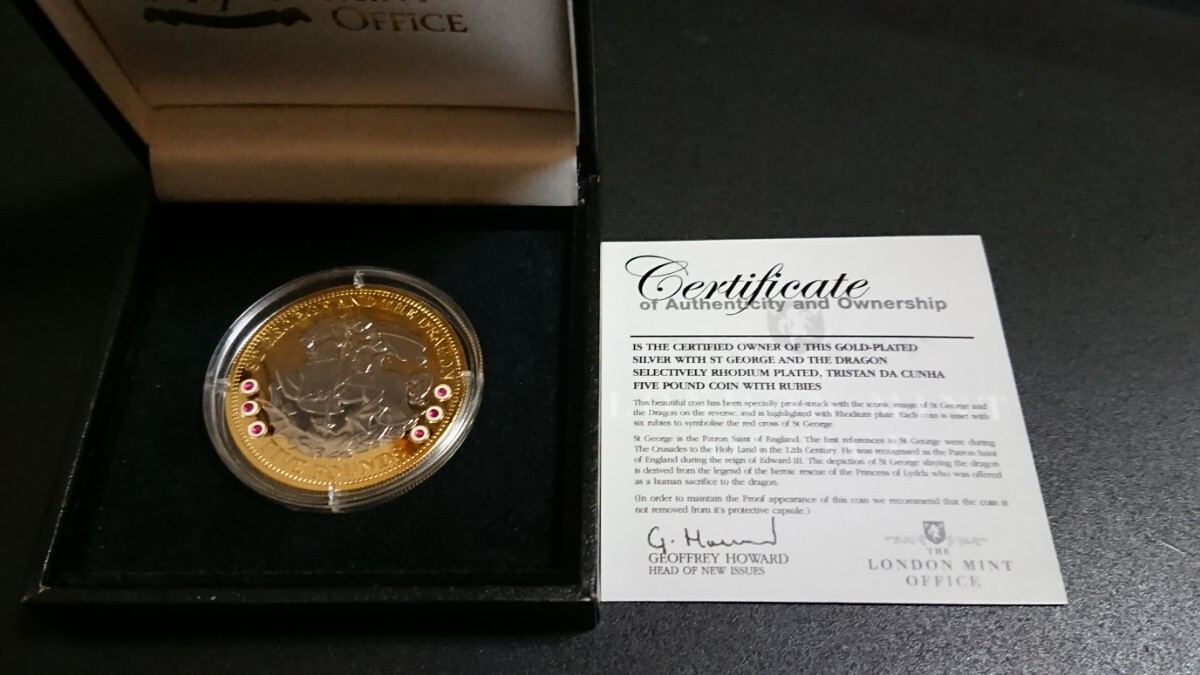 MINT
OFFICE
ST GEORGE AND THE DRAGON
FIVE POUNDS
Certificate
of Authenticity and Ownership
IS THE CERTIFIED OWNER OF THIS GOLD-PLATED
SILVER WITH ST GEORGE AND THE DRAGON
SELECTIVELY RHODIUM PLATED, TRISTAN DA CUNHA
FIVE POUND COIN WITH RUBIES
This beautiful coin has been specially proof-struck with the iconic image of St George and
the Dragon on the reverse, and is highlighted with Rhodium plate. Each coin is inset with
six rubies to symbolise the red cross of St George.
St George is the Patron Saint of England. The first references to St George were during
The Crusades to the Holy Land in the 12th Century. He was recognised as the Patron Saint
of England during the reign of Edward III. The depiction of St George slaying the dragon
is derived from the legend of the heroic rescue of the Princess of Lydda who was offered
as a human sacrifice to the dragon.
(In order to maintain the Proof appearance of this coin we recommend that the coin is
not removed from it's protective capsule.)
G. Howard
GEOFFREY HOWARD
HEAD OF NEW ISSUES
THE
LONDON MINT
OFFICE